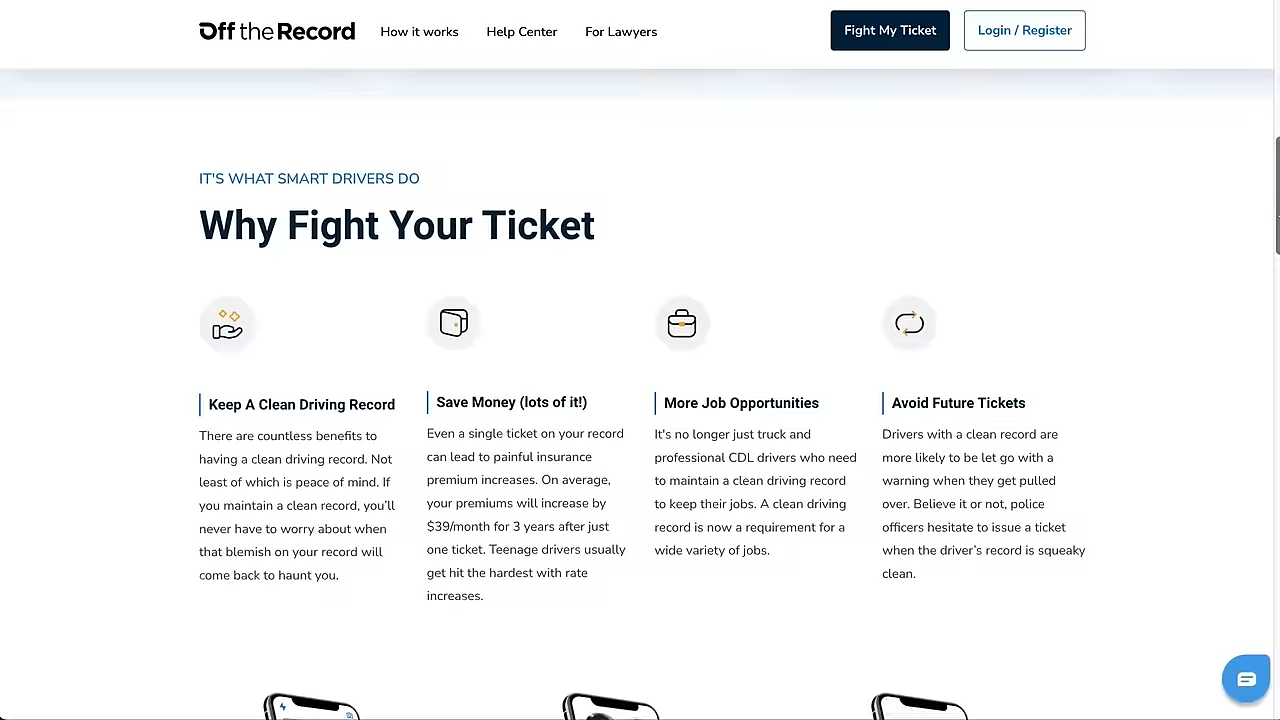 Off the Record
How it works
Help Center
For Lawyers
Fight My Ticket
Login / Register
IT'S WHAT SMART DRIVERS DO
Why Fight Your Ticket
Keep A Clean Driving Record
There are countless benefits to
having a clean driving record. Not
least of which is peace of mind. If
you maintain a clean record, you’ll
never have to worry about when
that blemish on your record will
come back to haunt you.
Save Money (lots of it!)
Even a single ticket on your record
can lead to painful insurance
premium increases. On average,
your premiums will increase by
$39/month for 3 years after just
one ticket. Teenage drivers usually
get hit the hardest with rate
increases.
More Job Opportunities
It's no longer just truck and
professional CDL drivers who need
to maintain a clean driving record
to keep their jobs. A clean driving
record is now a requirement for a
wide variety of jobs.
Avoid Future Tickets
Drivers with a clean record are
more likely to be let go with a
warning when they get pulled
over. Believe it or not, police
officers hesitate to issue a ticket
when the driver’s record is squeaky
clean.